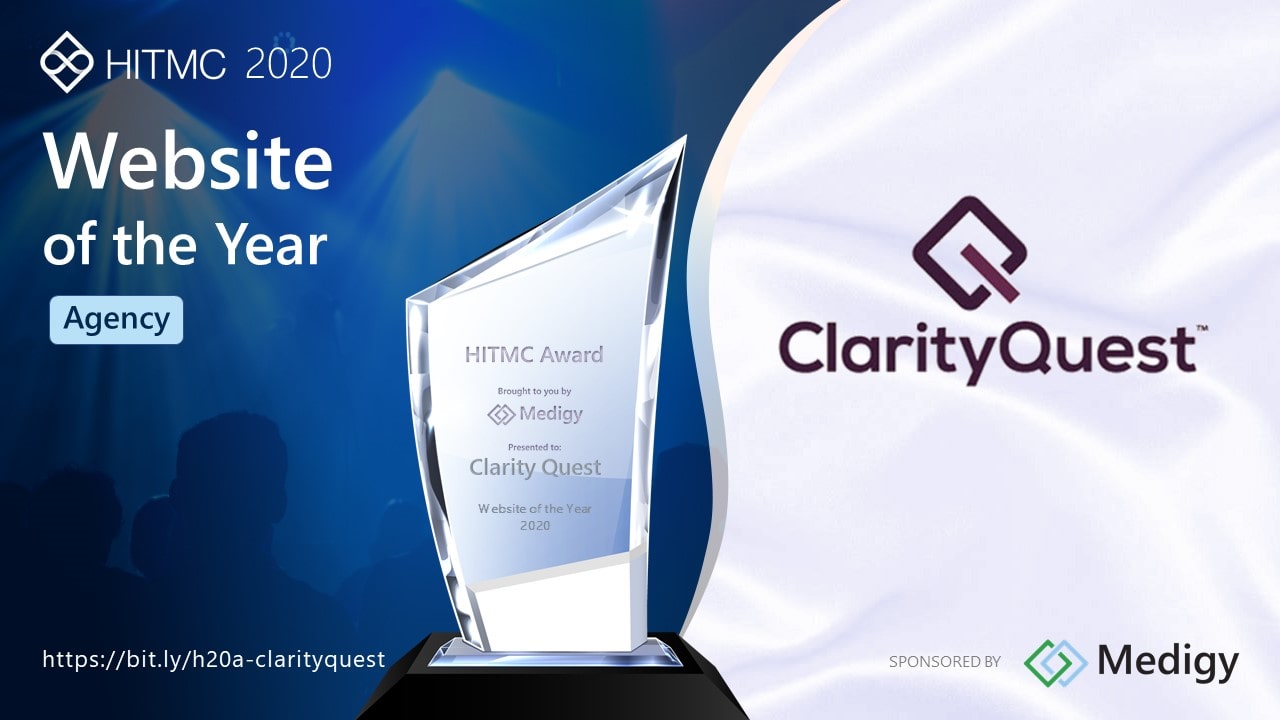 HITMC 2020
Website
of the Year
Agency
HITMC Award
Brought to you by
Medigy
Presented to:
Clarity Quest
Website of the Year
2020
https://bit.ly/h20a-clarityquest
ClarityQuest™
SPONSORED BY
Medigy